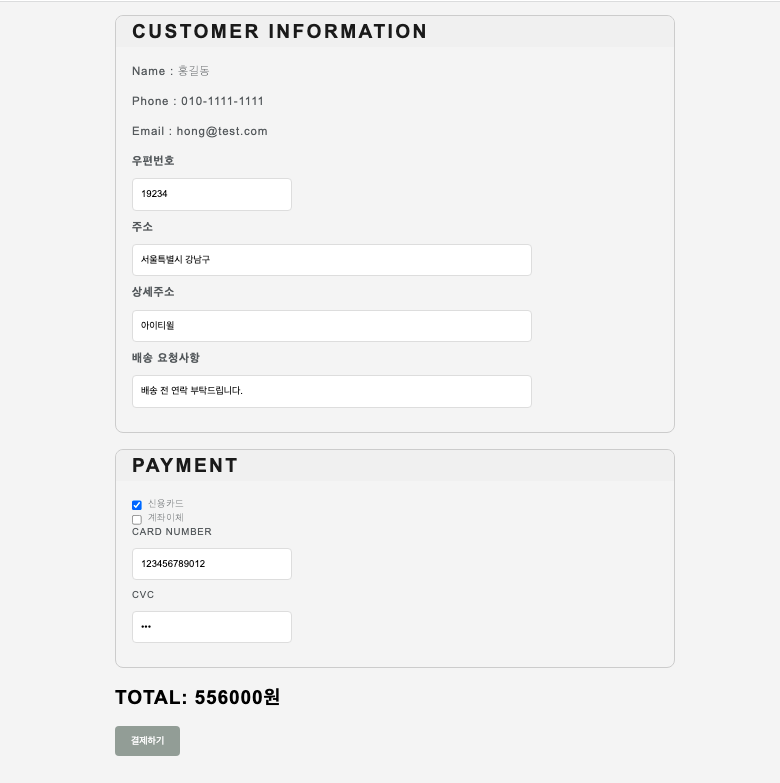 CUSTOMER INFORMATION
Name : 홍길동
Phone : 010-1111-1111
Email : hong@test.com
우편번호
19234
주소
서울특별시 강남구
상세주소
아이티윌
배송 요청사항
배송 전 연락 부탁드립니다.
PAYMENT
신용카드
계좌이체
CARD NUMBER
123456789012
CVC
•••
TOTAL: 556000원
결제하기